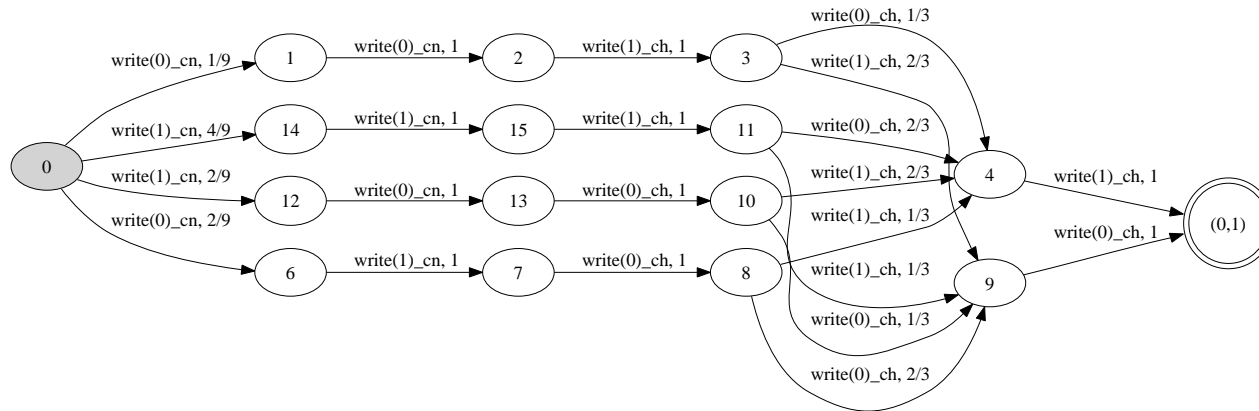 write(0)_ch, 1/3
write(0)_cn, 1/9
1
write(0)_cn, 1
2
write(1)_ch, 1
3
write(1)_ch, 2/3
write(1)_cn, 4/9
14
write(1)_cn, 1
15
write(1)_ch, 1
11
write(0)_ch, 2/3
0
write(1)_cn, 2/9
12
write(0)_cn, 1
13
write(0)_ch, 1
10
write(1)_ch, 2/3
4
write(1)_ch, 1
write(0)_cn, 2/9
write(1)_ch, 1/3
(0,1)
6
write(1)_cn, 1
7
write(0)_ch, 1
8
write(1)_ch, 1/3
9
write(0)_ch, 1
write(0)_ch, 1/3
write(0)_ch, 2/3